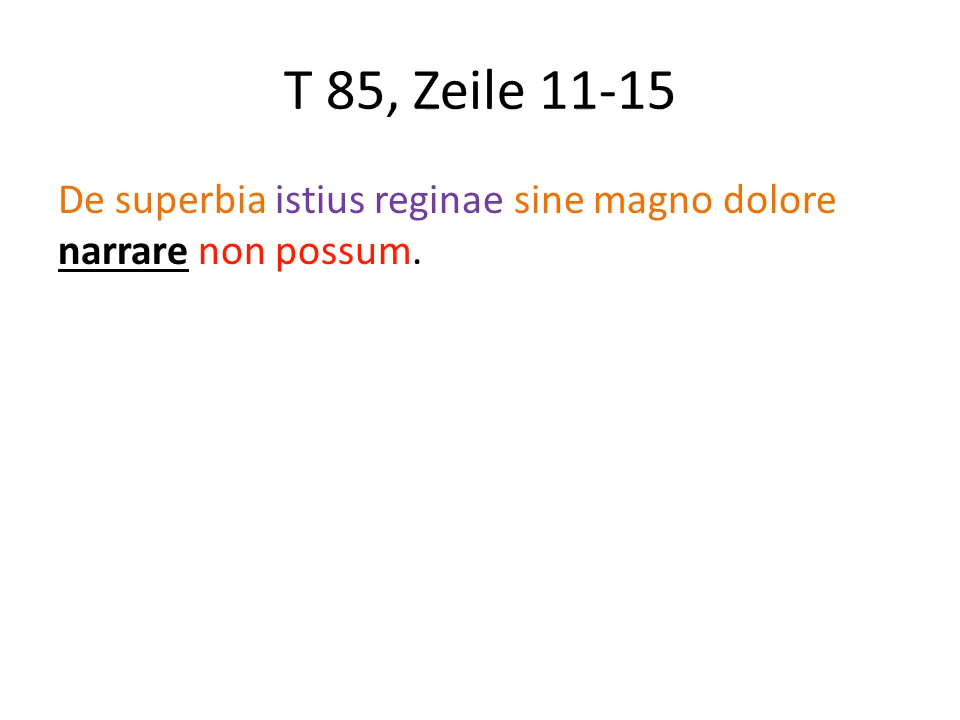 T 85, Zeile 11-15
De superbia istius reginae sine magno dolore
narrare non possum.